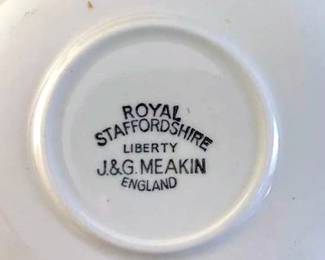 ROYAL
STAFFORDSHIRE
LIBERTY
J.&G. MEAKIN
ENGLAND